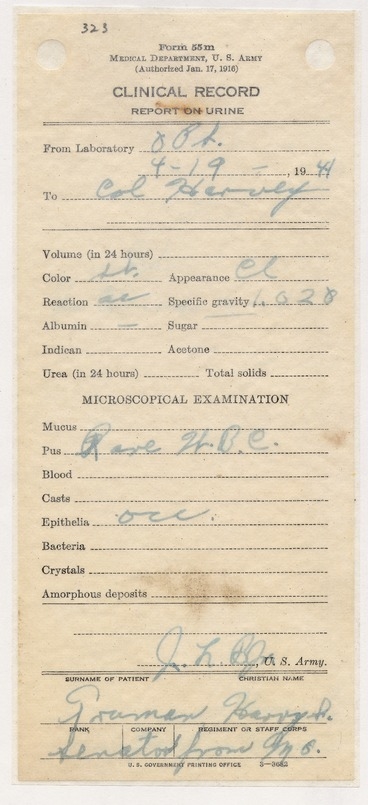 323
Form 55m
MEDICAL DEPARTMENT, U. S. ARMY
(Authorized Jan. 17, 1916)
CLINICAL RECORD
REPORT ON URINE
From Laboratory
4-19- , 1944
To Col Harvey
Volume (in 24 hours)
Color st. Appearance Cl
Reaction ac Specific gravity 1.028
Albumin – Sugar
Indican Acetone
Urea (in 24 hours) Total solids
MICROSCOPICAL EXAMINATION
Mucus
Pus Rare W.B.C.
Blood
Casts
Epithelia occ.
Bacteria
Crystals
Amorphous deposits
J. L. , U. S. Army.
SURNAME OF PATIENT CHRISTIAN NAME
Truman Harry S.
RANK COMPANY REGIMENT OR STAFF CORPS
Senator from Mo.
U. S. GOVERNMENT PRINTING OFFICE 3—3682